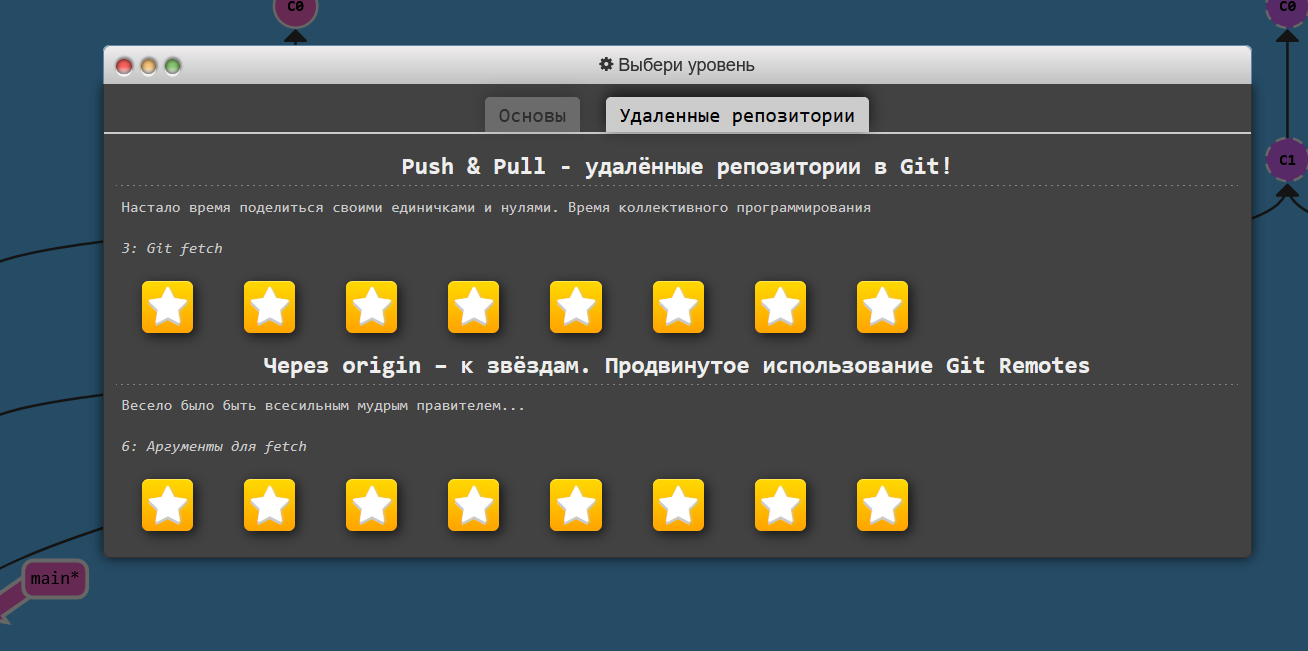 C0
C0
Выбери уровень
Основы
Удаленные репозитории
C1
Push & Pull - удалённые репозитории в Git!
Настало время поделиться своими единичками и нулями. Время коллективного программирования
3: Git fetch
Через origin – к звёздам. Продвинутое использование Git Remotes
Весело было быть всесильным мудрым правителем...
6: Аргументы для fetch
main*